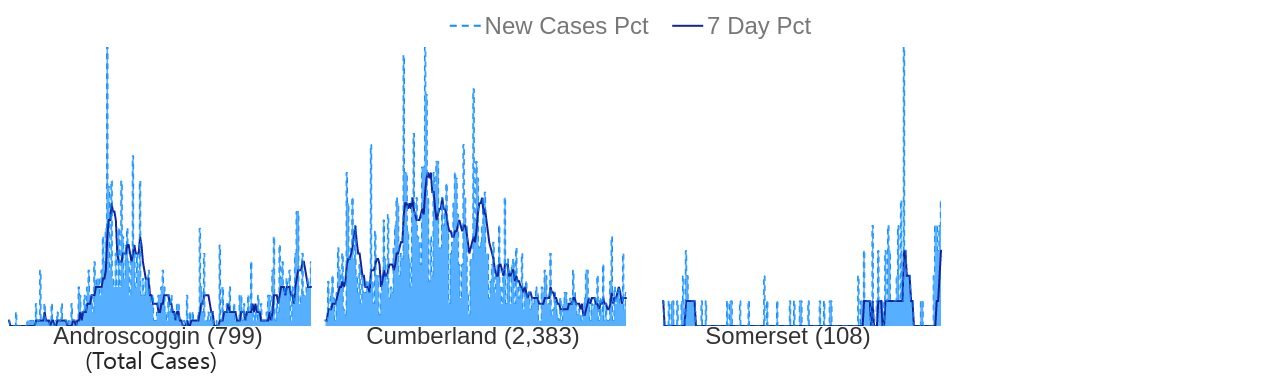 New Cases Pct 7 Day Pct
Androscoggin (799) Cumberland (2,383) Somerset (108)
(Total Cases)